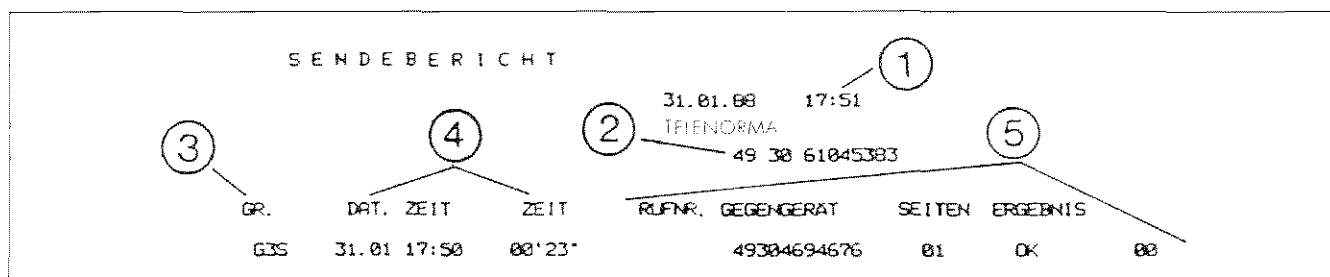 SENDEBERICHT
1
31.01.88 17:51
2 TELENORMA 5
3 4 49 30 61045383
GR. DAT. ZEIT ZEIT RUFNR. GEGENGERÄT SEITEN ERGEBNIS
G3S 31.01 17:50 00'23" 49304694676 01 OK 00